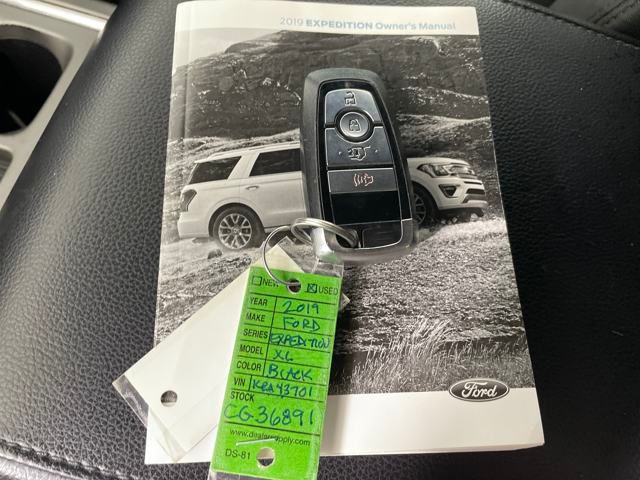 2019 EXPEDITION Owner's Manual
NEW USED
YEAR 2019
MAKE FORD
SERIES EXPEDITION
MODEL XL
COLOR BLACK
VIN KEA43701
STOCK
CG36891
www.dealersupply.com
DS-81
Ford